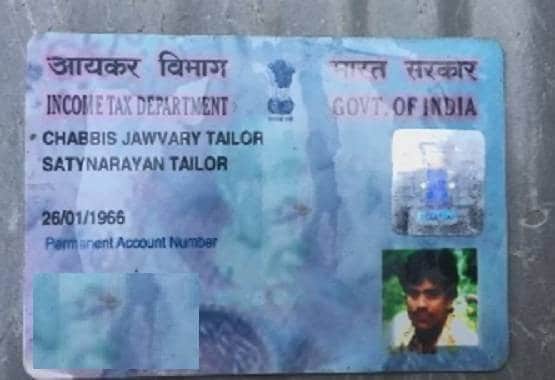 आयकर विभाग
भारत सरकार
INCOME TAX DEPARTMENT
GOVT. OF INDIA
CHABBIS JAWVARY TAILOR
SATYNARAYAN TAILOR
26/01/1966
Permanent Account Number